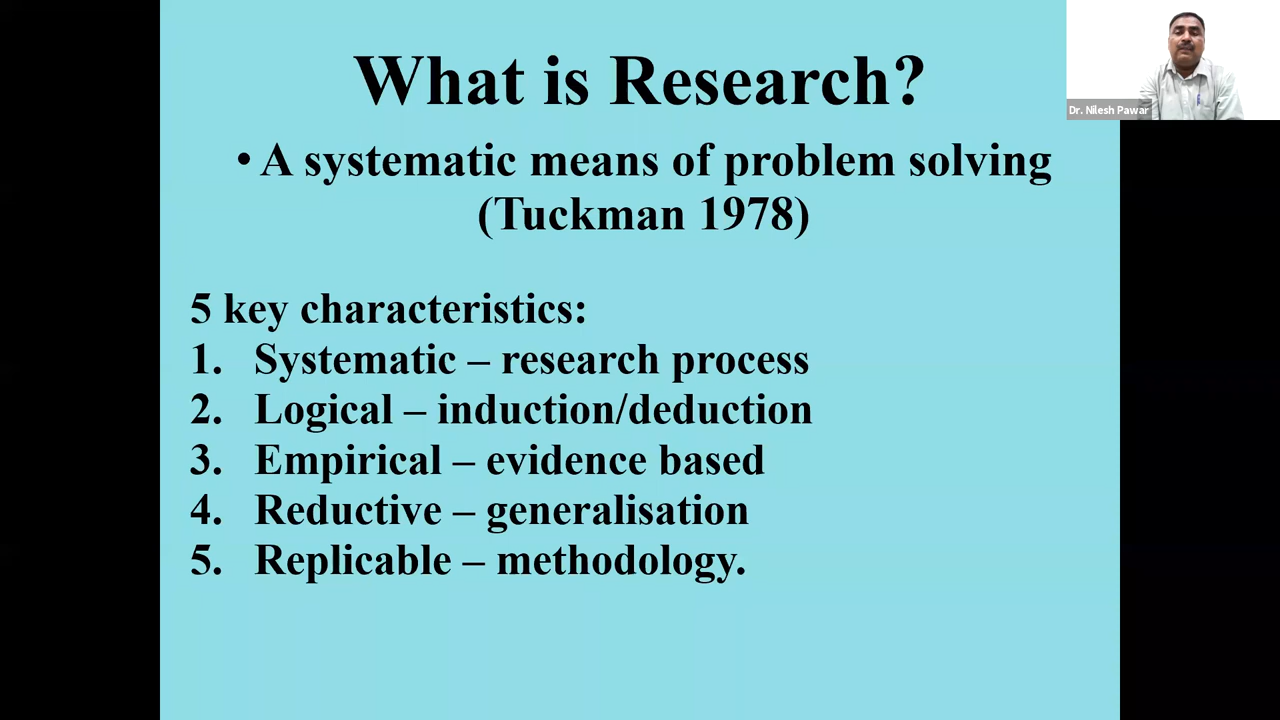 What is Research?
• A systematic means of problem solving
(Tuckman 1978)
5 key characteristics:
1. Systematic – research process
2. Logical – induction/deduction
3. Empirical – evidence based
4. Reductive – generalisation
5. Replicable – methodology.
Dr. Nilesh Pawar